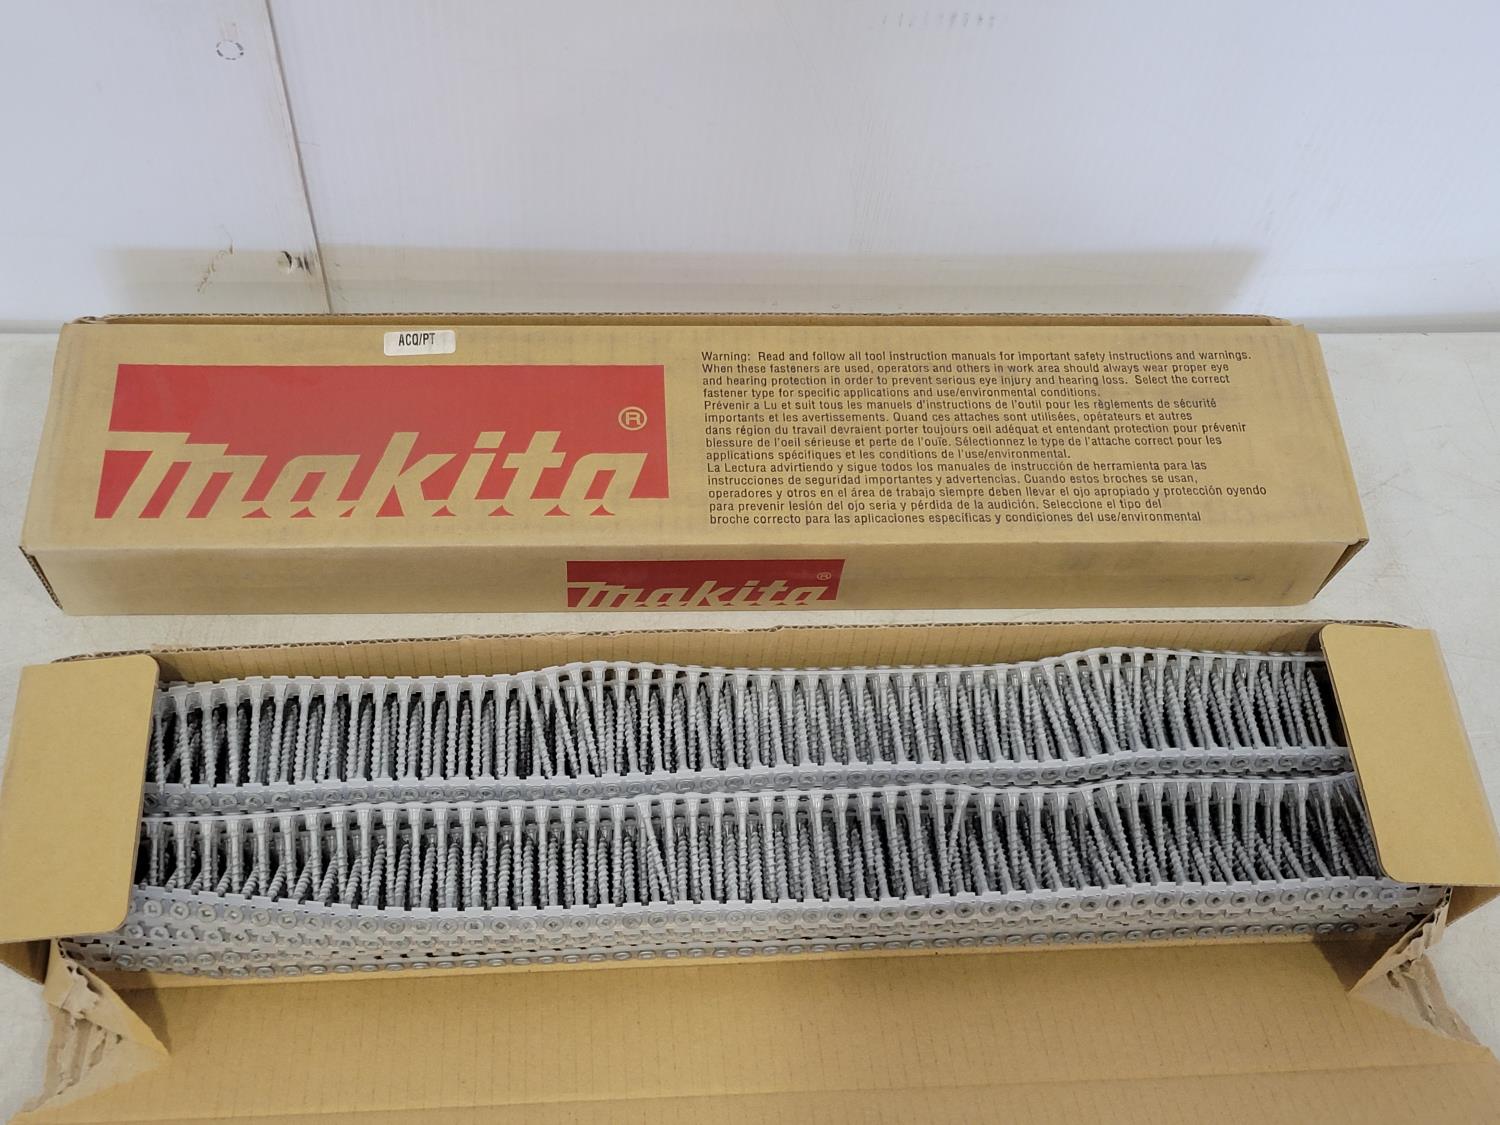 ACQ/PT
makita®
Warning: Read and follow all tool instruction manuals for important safety instructions and warnings.
When these fasteners are used, operators and others in work area should always wear proper eye
and hearing protection in order to prevent serious eye injury and hearing loss. Select the correct
fastener type for specific applications and use/environmental conditions.
Prévenir a Lu et suit tous les manuels d'instructions de l'outil pour les règlements de sécurité
importants et les avertissements. Quand ces attaches sont utilisées, opérateurs et autres
dans région du travail devraient porter toujours oeil adéquat et entendant protection pour prévenir
blessure de l'oeil sérieuse et perte de l'ouïe. Sélectionnez le type de l'attache correct pour les
applications spécifiques et les conditions de l'use/environmental.
La Lectura advirtiendo y sigue todos los manuales de instrucción de herramienta para las
instrucciones de seguridad importantes y advertencias. Cuando estos broches se usan,
operadores y otros en el área de trabajo siempre deben llevar el ojo apropiado y protección oyendo
para prevenir lesión del ojo seria y pérdida de la audición. Seleccione el tipo del
broche correcto para las aplicaciones específicas y condiciones del use/environmental
makita®